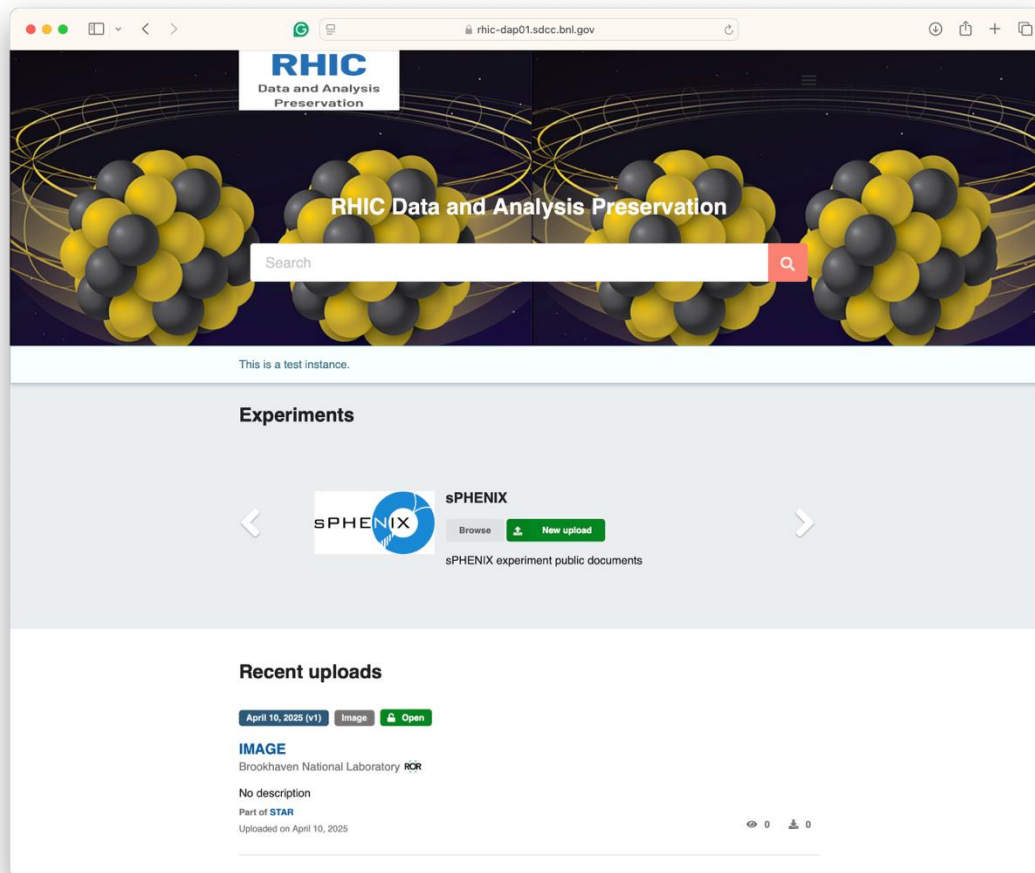 rhic-dap01.sdcc.bnl.gov
RHIC
Data and Analysis
Preservation
RHIC Data and Analysis Preservation
Search
This is a test instance.
Experiments
sPHENIX
sPHENIX
Browse
New upload
sPHENIX experiment public documents
Recent uploads
April 10, 2025 (v1) Image Open
IMAGE
Brookhaven National Laboratory ROR
No description
Part of STAR
Uploaded on April 10, 2025
0 0